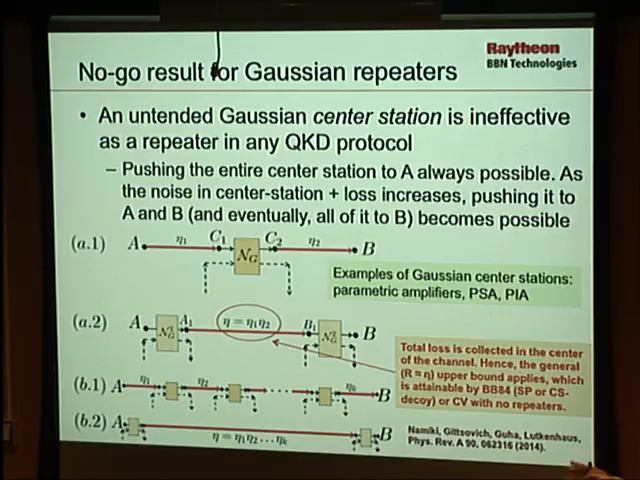 Raytheon
BBN Technologies
No-go result for Gaussian repeaters
• An untended Gaussian center station is ineffective
as a repeater in any QKD protocol
– Pushing the entire center station to A always possible. As
the noise in center-station + loss increases, pushing it to
A and B (and eventually, all of it to B) becomes possible
(a.1) A η₁ C₁ N_G C₂ η₂ B
Examples of Gaussian center stations:
parametric amplifiers, PSA, PIA
(a.2) A A₁ η = η₁η₂ B₁ B
Total loss is collected in the center
of the channel. Hence, the general
(R ≈ η) upper bound applies, which
is attainable by BB84 (SP or CS-
decoy) or CV with no repeaters.
(b.1) A η₁ η₂ ... η_k B
(b.2) A η = η₁η₂...η_k B
Namiki, Gittsovich, Guha, Lutkenhaus,
Phys. Rev. A 90, 062316 (2014).